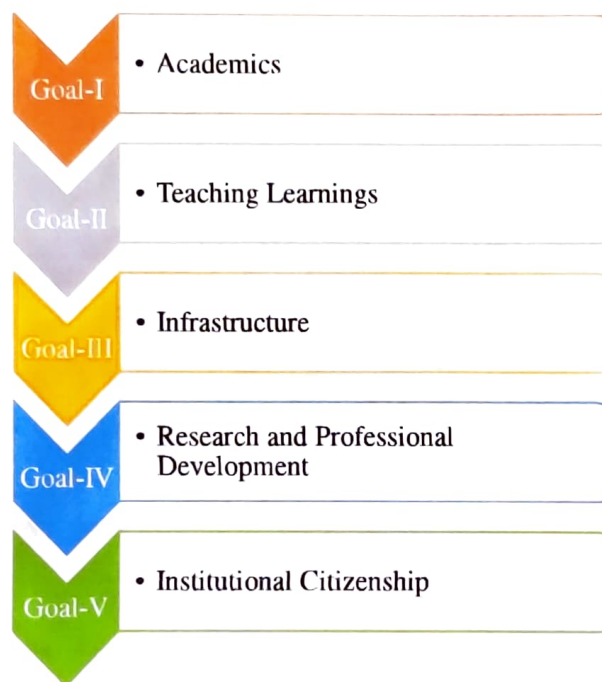 Goal-I
• Academics
Goal-II
• Teaching Learnings
Goal-III
• Infrastructure
Goal-IV
• Research and Professional
Development
Goal-V
• Institutional Citizenship